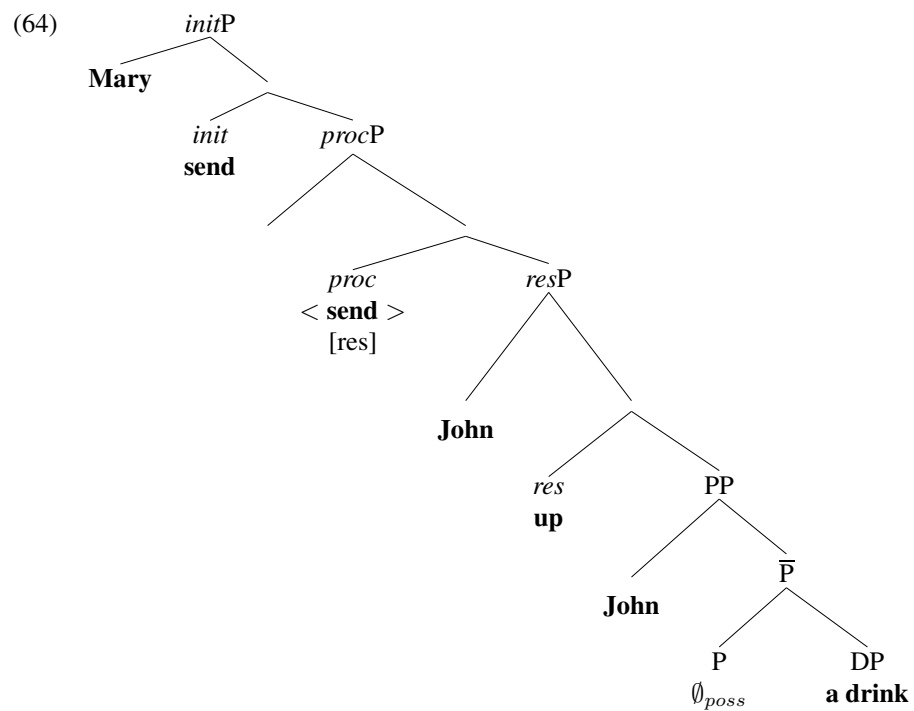 (64) initP
Mary
init procP
send
proc resP
< send >
[res]
John
res PP
up
John P̅
P DP
∅poss a drink